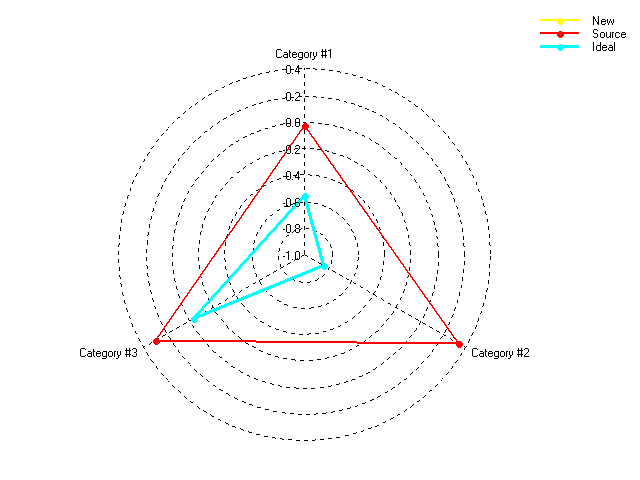 New
Source
Ideal
Category #1
0.4
0.2
0.0
-0.2
-0.4
-0.6
-0.8
-1.0
Category #3
Category #2